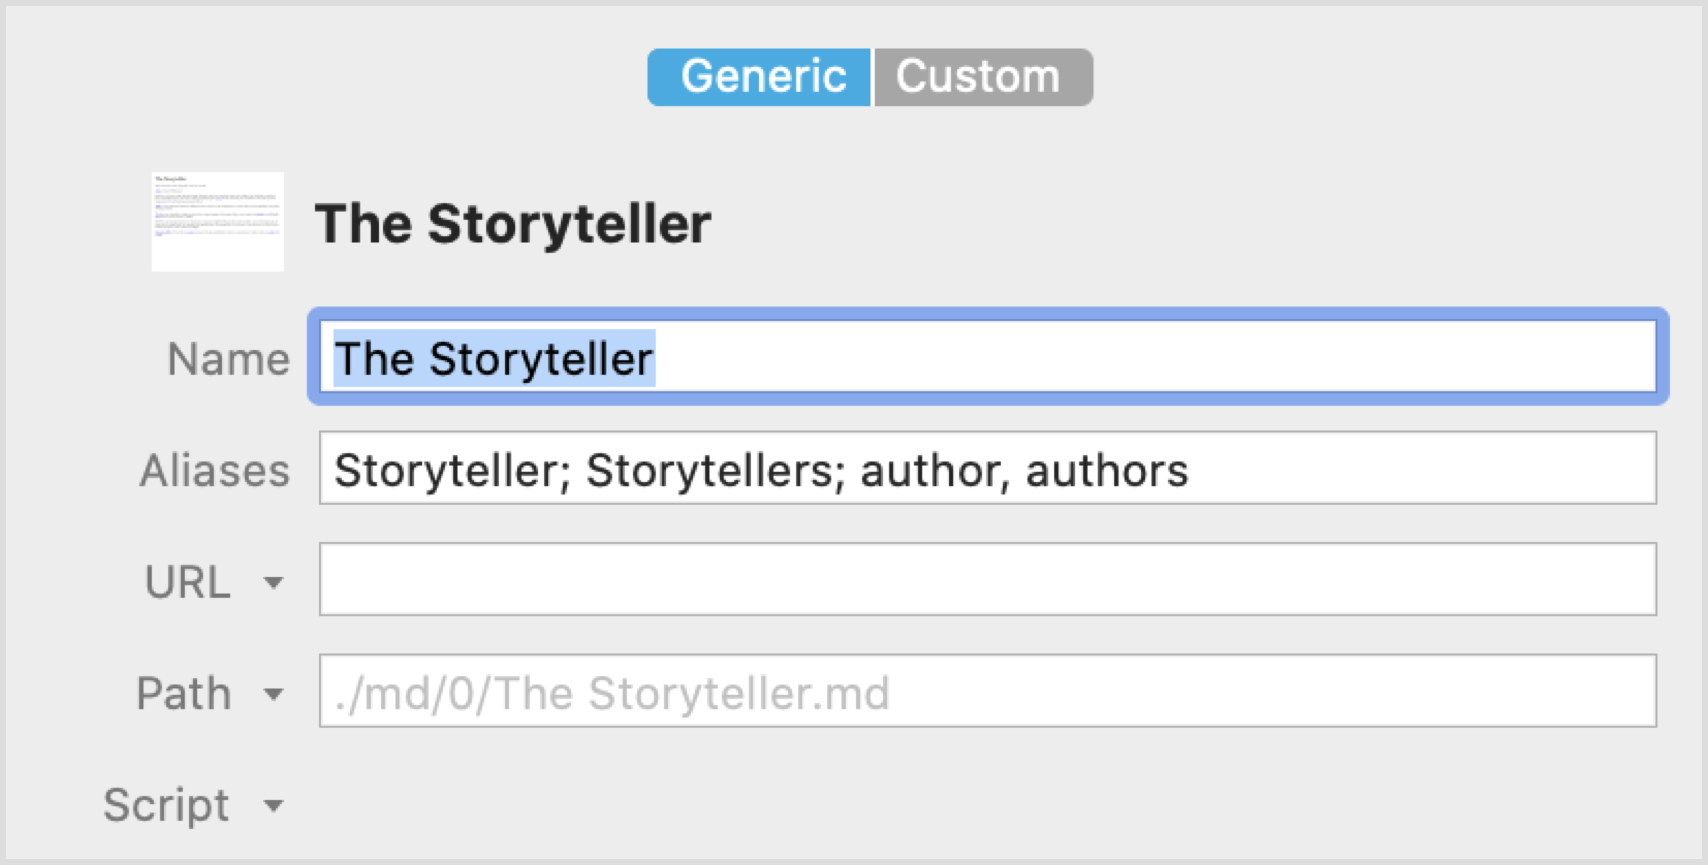 Generic Custom
The Storyteller
Name The Storyteller
Aliases Storyteller; Storytellers; author, authors
URL
Path ./md/0/The Storyteller.md
Script